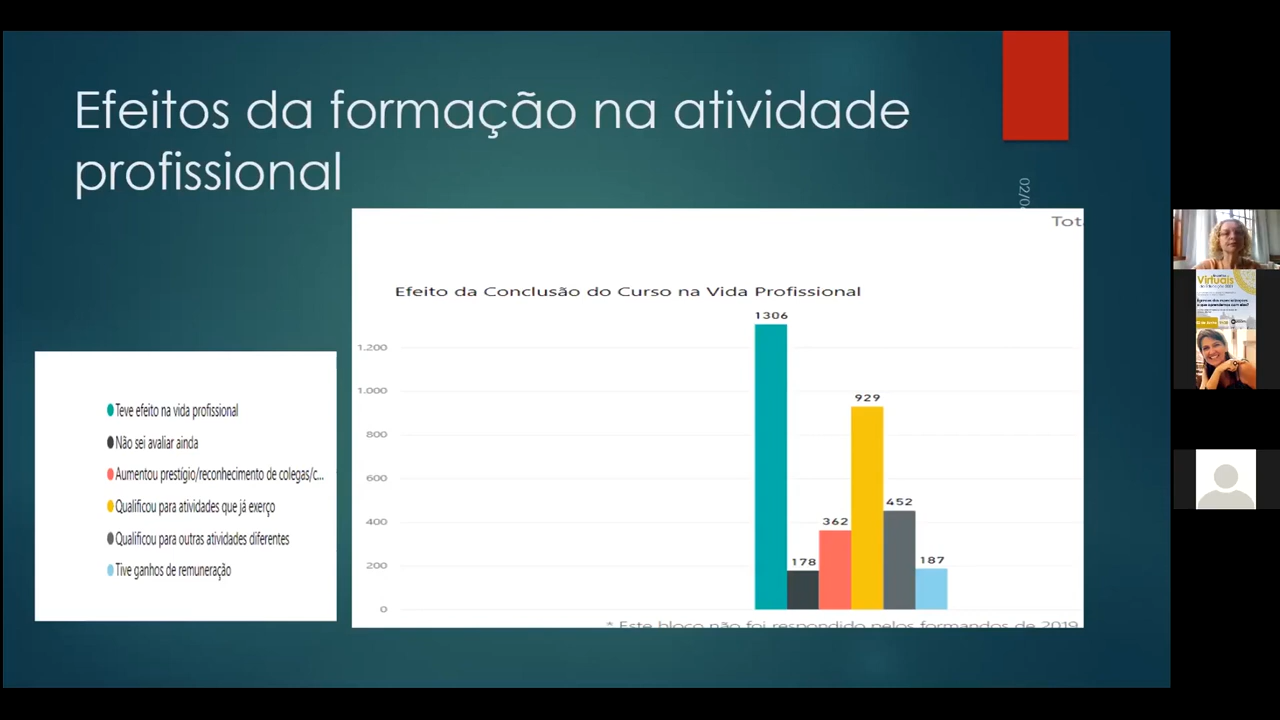 Efeitos da formação na atividade
profissional
02/0
Tot
Efeito da Conclusão do Curso na Vida Profissional
1306
1.200
1.000
929
800
600
452
400
362
200
178
187
0
* Este bloco não foi respondido pelos formandos de 2019
Teve efeito na vida profissional
Não sei avaliar ainda
Aumentou prestígio/reconhecimento de colegas/c...
Qualificou para atividades que já exerço
Qualificou para outras atividades diferentes
Tive ganhos de remuneração
Virtuais